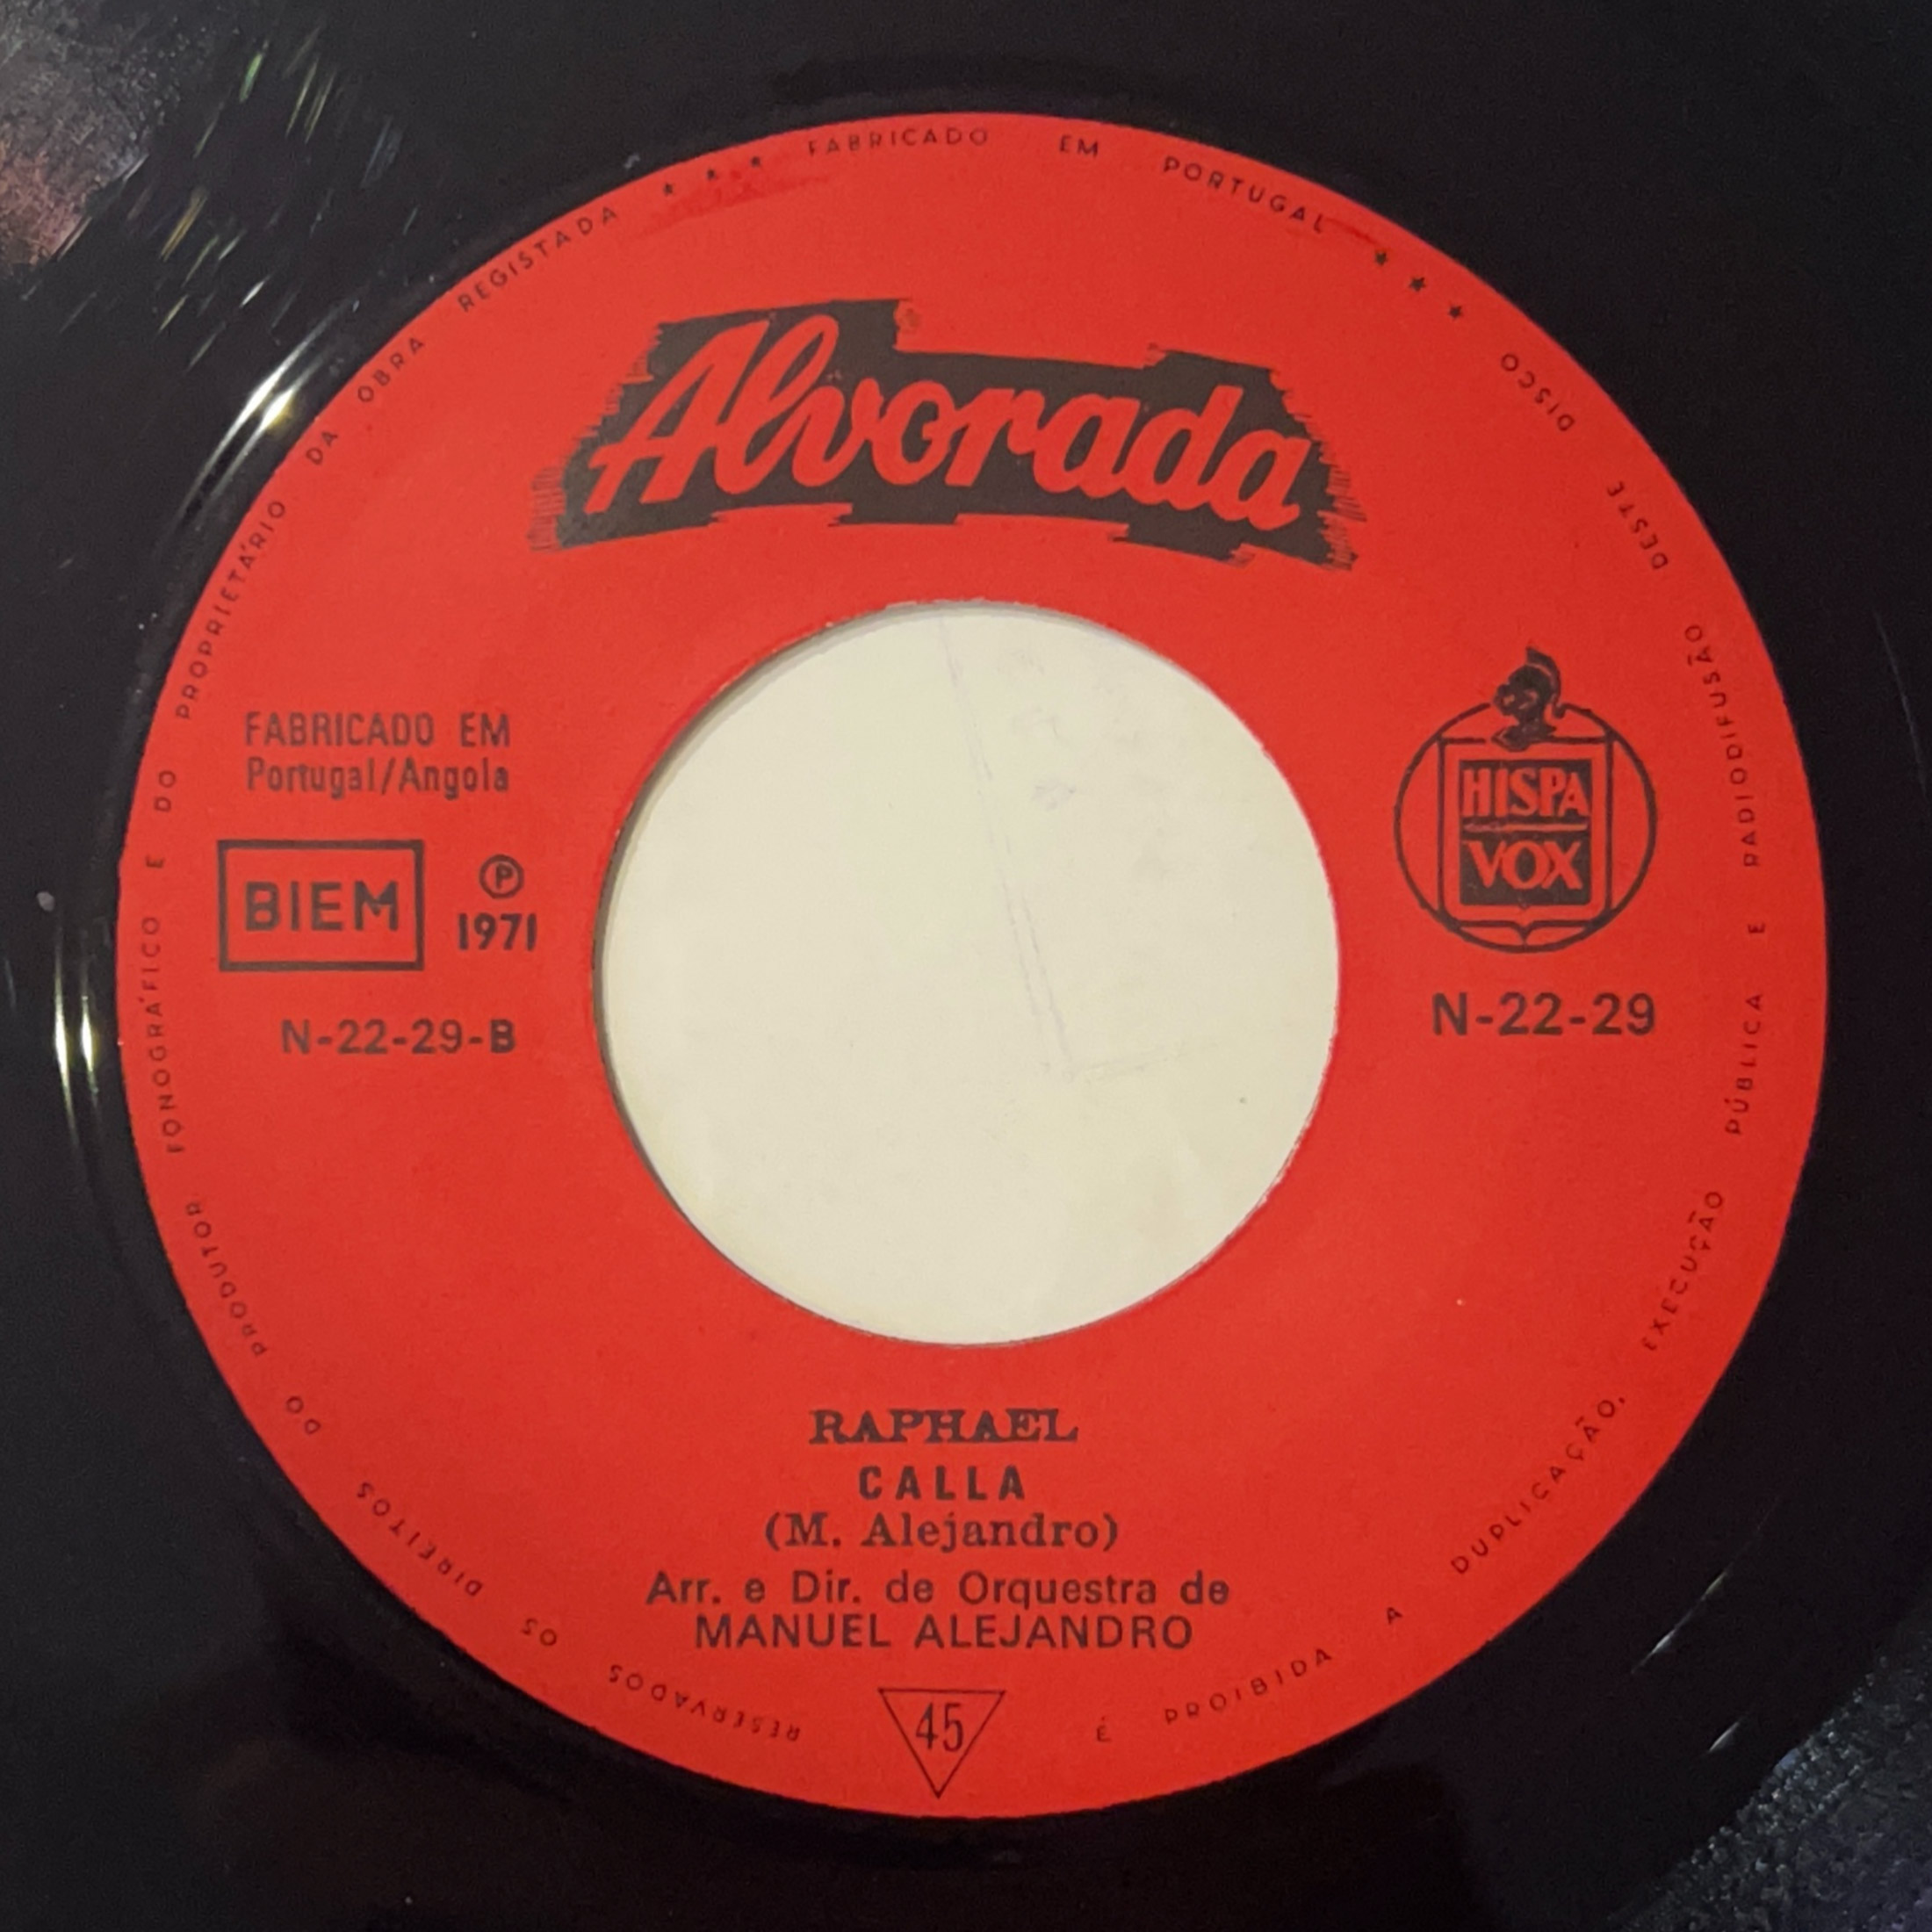 RESERVADOS OS DIREITOS DO PRODUTOR FONOGRÁFICO E DO PROPRIETÁRIO DA OBRA REGISTADA * * * FABRICADO EM PORTUGAL * * * DISCO DESTE RADIODIFUSÃO E PÚBLICA EXECUÇÃO DUPLICAÇÃO, A PROIBIDA É
Alvorada
FABRICADO EM
Portugal/Angola
BIEM
Ⓟ
1971
N-22-29-B
HISPA
VOX
N-22-29
RAPHAEL
CALLA
(M. Alejandro)
Arr. e Dir. de Orquestra de
MANUEL ALEJANDRO
45